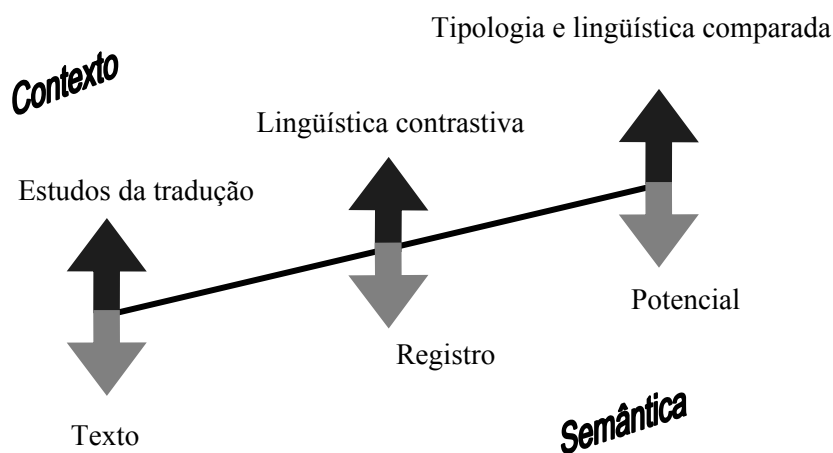 Tipologia e lingüística comparada
Contexto
Lingüística contrastiva
Estudos da tradução
Potencial
Registro
Semântica
Texto